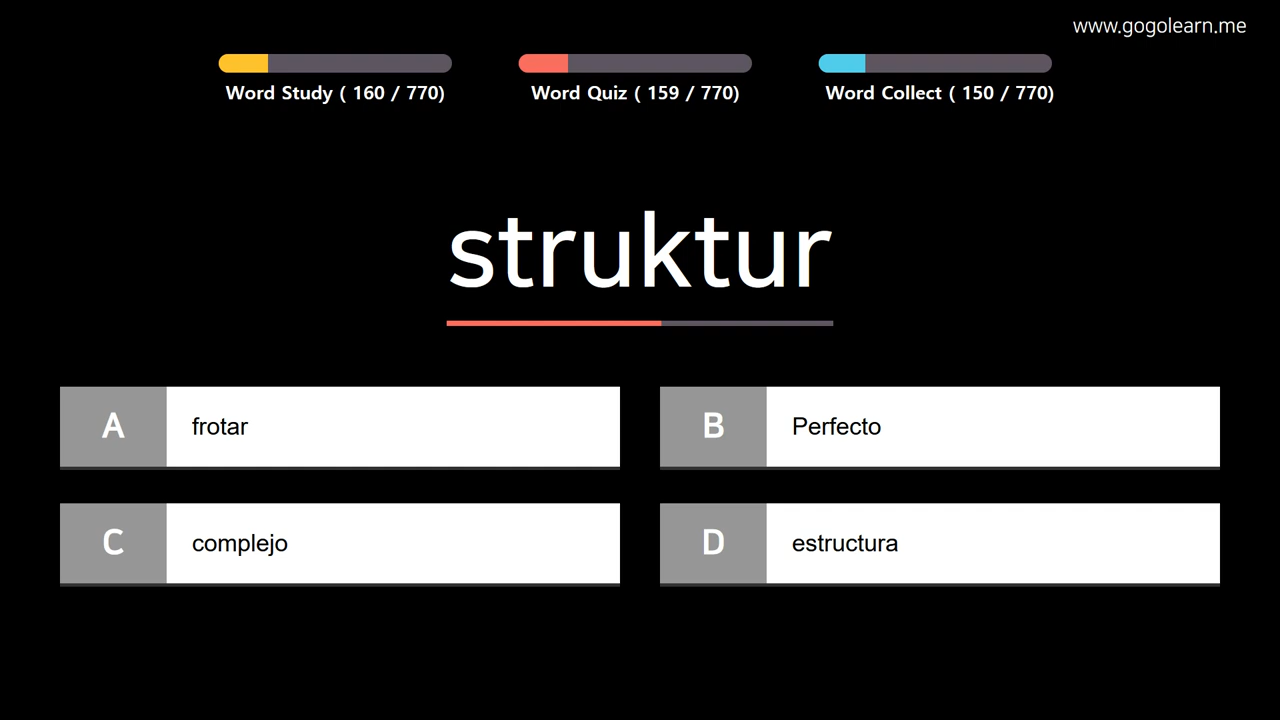 www.gogolearn.me
Word Study ( 160 / 770)
Word Quiz ( 159 / 770)
Word Collect ( 150 / 770)
struktur
A frotar
B Perfecto
C complejo
D estructura